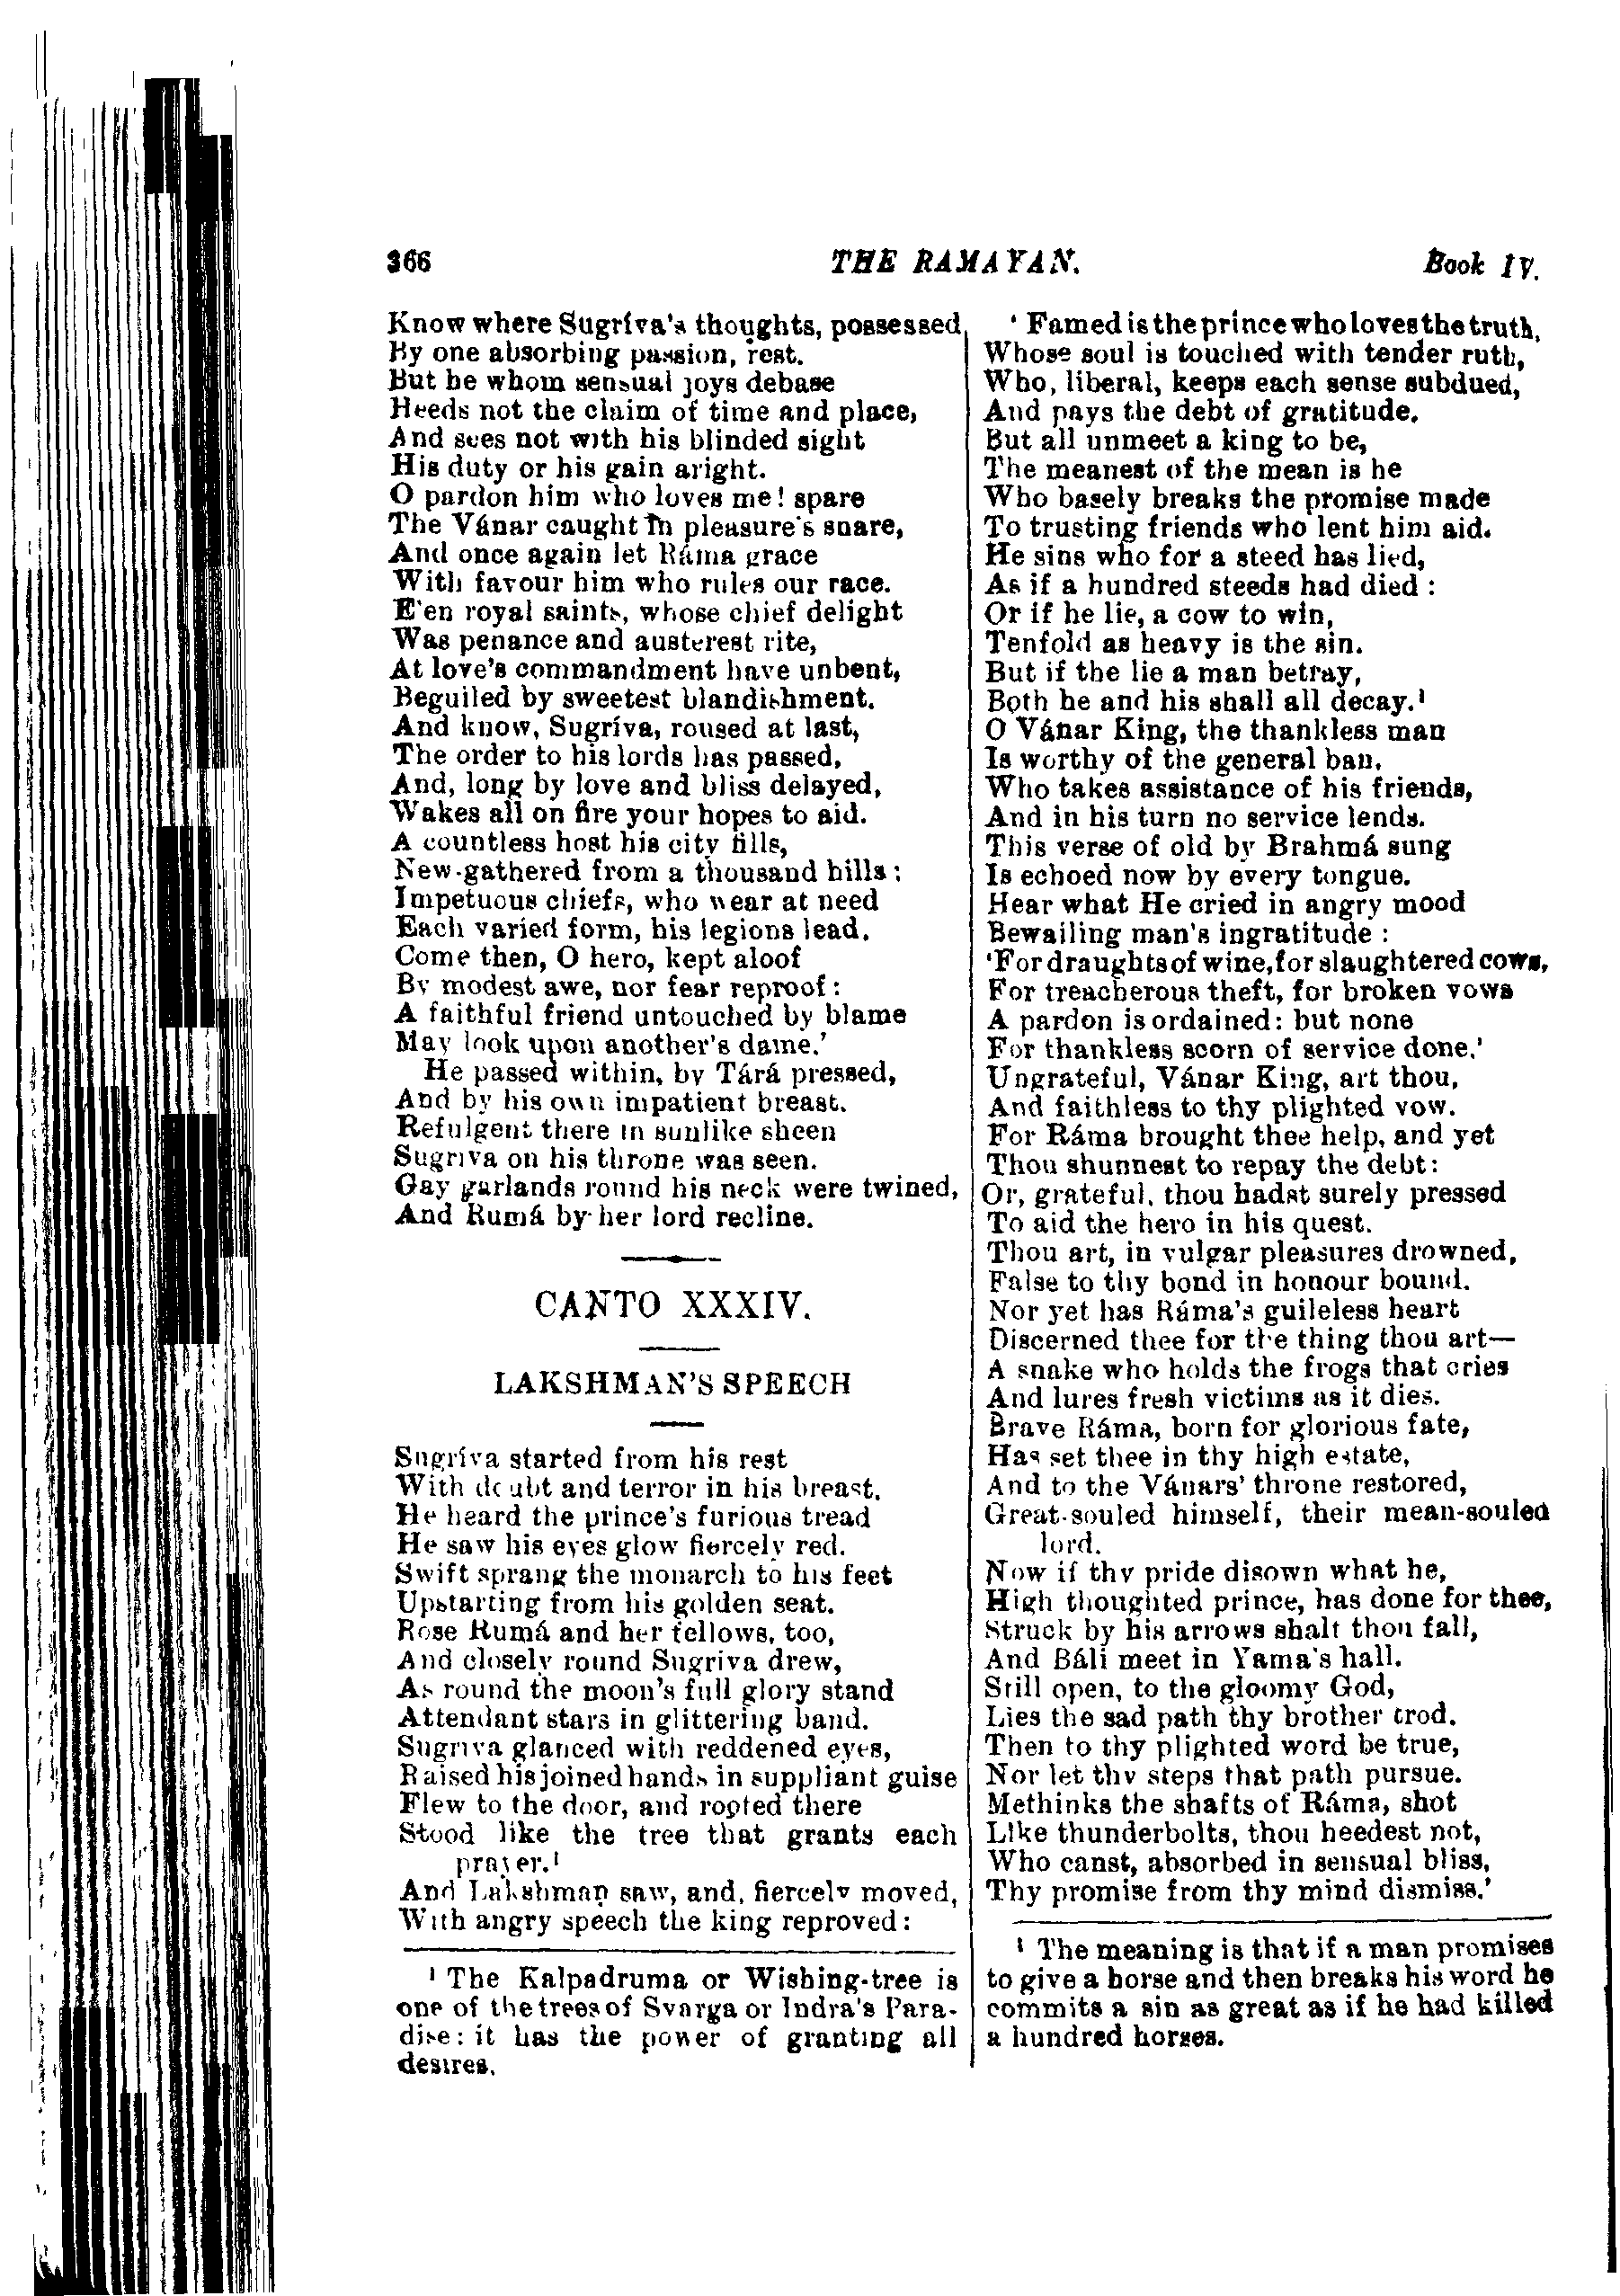 366 THE RAMAYAN. Book IV.
Know where Sugríva's thoughts, possessed
By one absorbing passion, rest.
But he whom sensual joys debase
Heeds not the claim of time and place,
And sees not with his blinded sight
His duty or his gain aright.
O pardon him who loves me! spare
The Vánar caught in pleasure's snare,
And once again let Ráma grace
With favour him who rules our race.
E'en royal saints, whose chief delight
Was penance and austerest rite,
At love's commandment have unbent,
Beguiled by sweetest blandishment.
And know, Sugríva, roused at last,
The order to his lords has passed,
And, long by love and bliss delayed,
Wakes all on fire your hopes to aid.
A countless host his city fills,
New-gathered from a thousand hills:
Impetuous chiefs, who wear at need
Each varied form, his legions lead.
Come then, O hero, kept aloof
By modest awe, nor fear reproof:
A faithful friend untouched by blame
May look upon another's dame.'
He passed within, by Tárá pressed,
And by his own impatient breast.
Refulgent there in sunlike sheen
Sugríva on his throne was seen.
Gay garlands round his neck were twined,
And Rumá by her lord recline.
CANTO XXXIV.
LAKSHMAN'S SPEECH
Sugríva started from his rest
With doubt and terror in his breast.
He heard the prince's furious tread
He saw his eyes glow fiercely red.
Swift sprang the monarch to his feet
Upstarting from his golden seat.
Rose Rumá and her fellows, too,
And closely round Sugríva drew,
As round the moon's full glory stand
Attendant stars in glittering band.
Sugríva glanced with reddened eyes,
Raised his joined hands in suppliant guise
Flew to the door, and rooted there
Stood like the tree that grants each
prayer.¹
And Lakshmaṇ saw, and, fiercely moved,
With angry speech the king reproved:
¹ The Kalpadruma or Wishing-tree is
one of the trees of Svarga or Indra's Para-
dise: it has the power of granting all
desires.
'Famed is the prince who loves the truth,
Whose soul is touched with tender ruth,
Who, liberal, keeps each sense subdued,
And pays the debt of gratitude.
But all unmeet a king to be,
The meanest of the mean is he
Who basely breaks the promise made
To trusting friends who lent him aid.
He sins who for a steed has lied,
As if a hundred steeds had died:
Or if he lie, a cow to win,
Tenfold as heavy is the sin.
But if the lie a man betray,
Both he and his shall all decay.¹
O Vánar King, the thankless man
Is worthy of the general ban,
Who takes assistance of his friends,
And in his turn no service lends.
This verse of old by Brahmá sung
Is echoed now by every tongue.
Hear what He cried in angry mood
Bewailing man's ingratitude:
'For draughts of wine, for slaughtered cows,
For treacherous theft, for broken vows
A pardon is ordained: but none
For thankless scorn of service done.'
Ungrateful, Vánar King, art thou,
And faithless to thy plighted vow.
For Ráma brought thee help, and yet
Thou shunnest to repay the debt:
Or, grateful, thou hadst surely pressed
To aid the hero in his quest.
Thou art, in vulgar pleasures drowned,
False to thy bond in honour bound.
Nor yet has Ráma's guileless heart
Discerned thee for the thing thou art—
A snake who holds the frogs that cries
And lures fresh victims as it dies.
Brave Ráma, born for glorious fate,
Has set thee in thy high estate,
And to the Vánars' throne restored,
Great-souled himself, their mean-souled
lord.
Now if thy pride disown what he,
High thoughted prince, has done for thee,
Struck by his arrows shalt thou fall,
And Báli meet in Yama's hall.
Still open, to the gloomy God,
Lies the sad path thy brother trod.
Then to thy plighted word be true,
Nor let thy steps that path pursue.
Methinks the shafts of Ráma, shot
Like thunderbolts, thou heedest not,
Who canst, absorbed in sensual bliss,
Thy promise from thy mind dismiss.'
¹ The meaning is that if a man promises
to give a horse and then breaks his word he
commits a sin as great as if he had killed
a hundred horses.